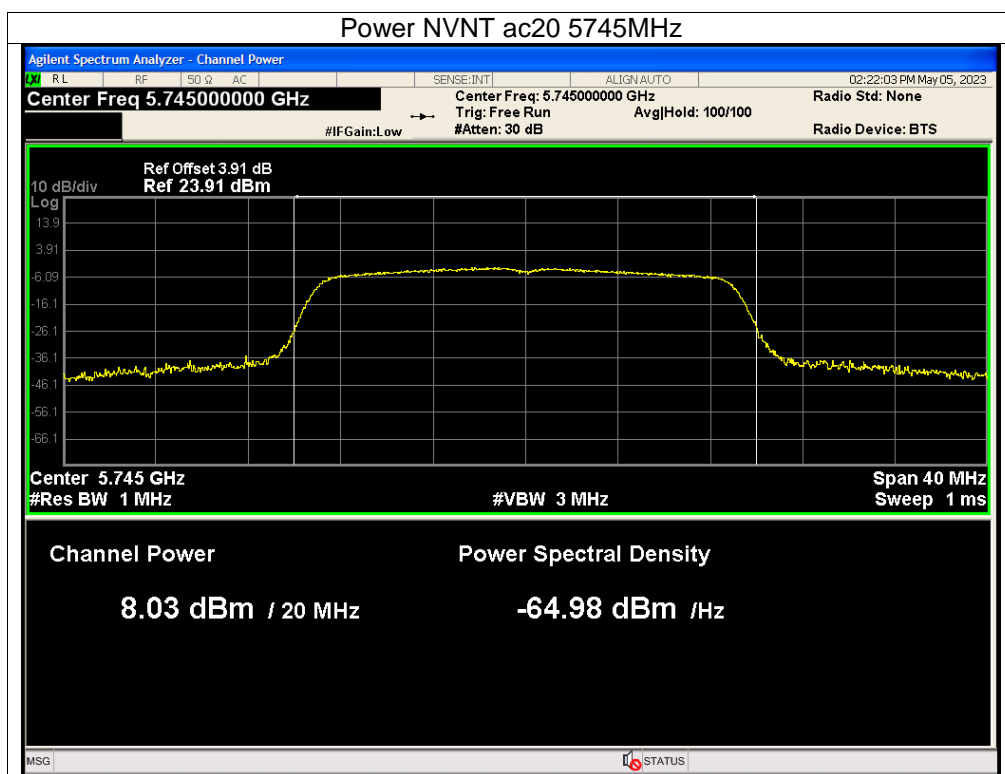 Power NVNT ac20 5745MHz
Agilent Spectrum Analyzer - Channel Power
LXI RL RF 50 Ω AC SENSE:INT ALIGN AUTO 02:22:03 PM May 05, 2023
Center Freq 5.745000000 GHz Center Freq: 5.745000000 GHz Radio Std: None
Trig: Free Run Avg|Hold: 100/100
#IFGain:Low #Atten: 30 dB Radio Device: BTS
Ref Offset 3.91 dB
10 dB/div Ref 23.91 dBm
Log
13.9
3.91
-6.09
-16.1
-26.1
-36.1
-46.1
-56.1
-66.1
Center 5.745 GHz Span 40 MHz
#Res BW 1 MHz #VBW 3 MHz Sweep 1 ms
Channel Power Power Spectral Density
8.03 dBm / 20 MHz -64.98 dBm /Hz
MSG STATUS